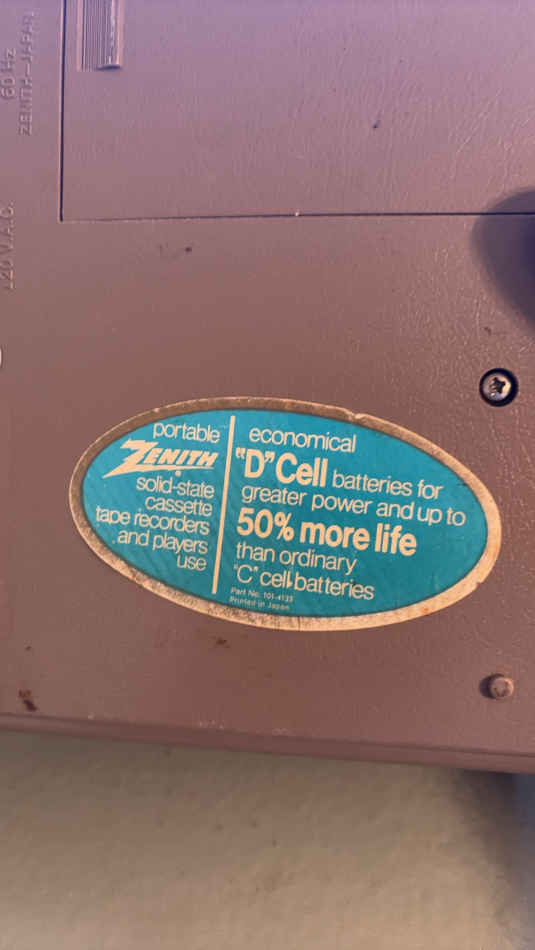 60 Hz
ZENITH—JAPAN
120 V.A.C.
portable
ZENITH
solid-state
cassette
tape recorders
and players
use
economical
"D" Cell batteries for
greater power and up to
50% more life
than ordinary
"C" cell batteries
Part No. 101-4133
Printed in Japan